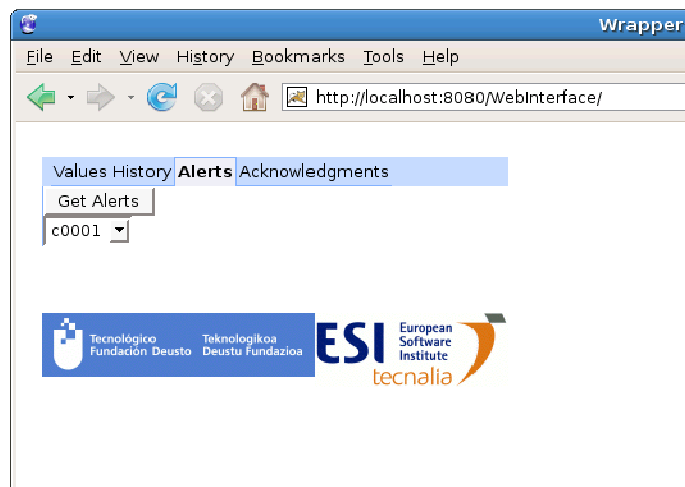 Wrapper
File Edit View History Bookmarks Tools Help
http://localhost:8080/WebInterface/
Values History Alerts Acknowledgments
Get Alerts
c0001
Tecnológico Teknologikoa
Fundación Deusto Deustu Fundazioa
ESI
European
Software
Institute
tecnalia